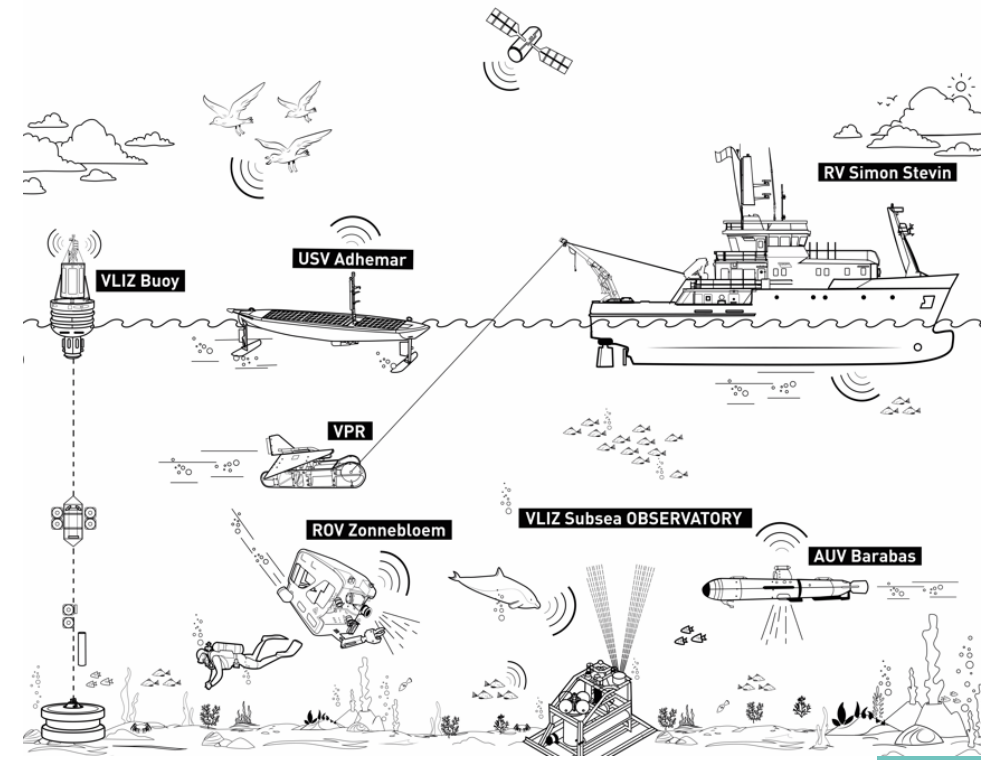 RV Simon Stevin
USV Adhemar
VLIZ Buoy
VPR
VLIZ Subsea OBSERVATORY
ROV Zonnebloem
AUV Barabas